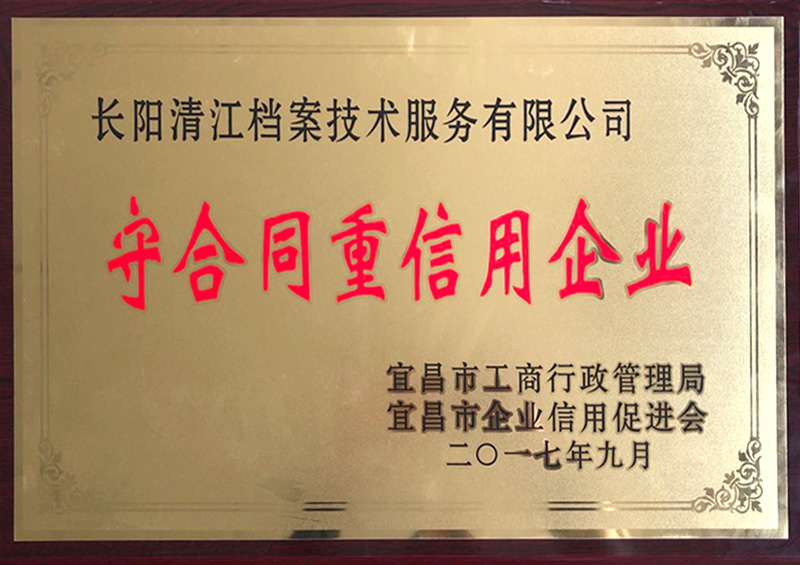 长阳清江档案技术服务有限公司
守合同重信用企业
宜昌市工商行政管理局
宜昌市企业信用促进会
二〇一七年九月